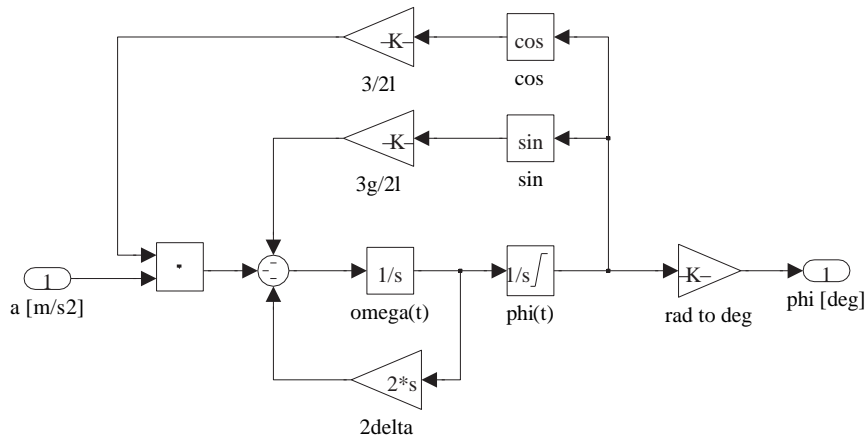 -K-
cos
3/2l
cos
-K-
sin
3g/2l
sin
1
a [m/s2]
*
-
-
-
1/s
omega(t)
1/s
phi(t)
-K-
rad to deg
1
phi [deg]
2*s
2delta